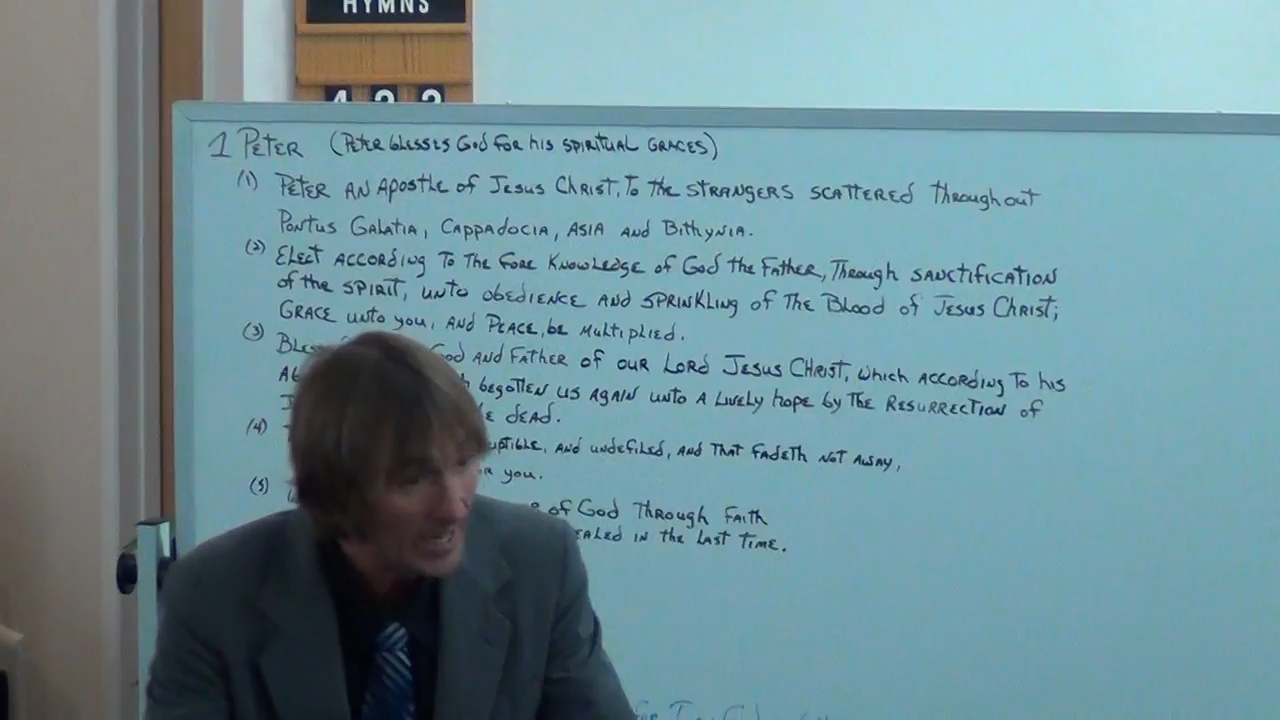 HYMNS
422
1 PETER (PETER blesses God for his SPIRITUAL GRACES)
(1) PETER AN APostle of Jesus CHRIST, To the STRANGERS SCATTERED Throughout
Pontus Galatia, CAPPADOCIA, ASIA AND BithyNIA.
(2) Elect ACCORDING To The Fore Knowledge of God the Father, Through SANCTIFICATION
of the SPIRIT, unto obedience AND SPRINKLING of The Blood of Jesus Christ;
GRACE unto you, AND PEACE, be Multiplied.
(3) God AND Father of our Lord Jesus CHRIST, which ACCORDING To his
begotten us AGAIN unto A Lively hope by The RESURRECTION of
DEAD.
(4) AND undefiled, AND THAT FAdeth Not AWAY,
you.
(5) of God Through FAITH
IN the LAST TIME.